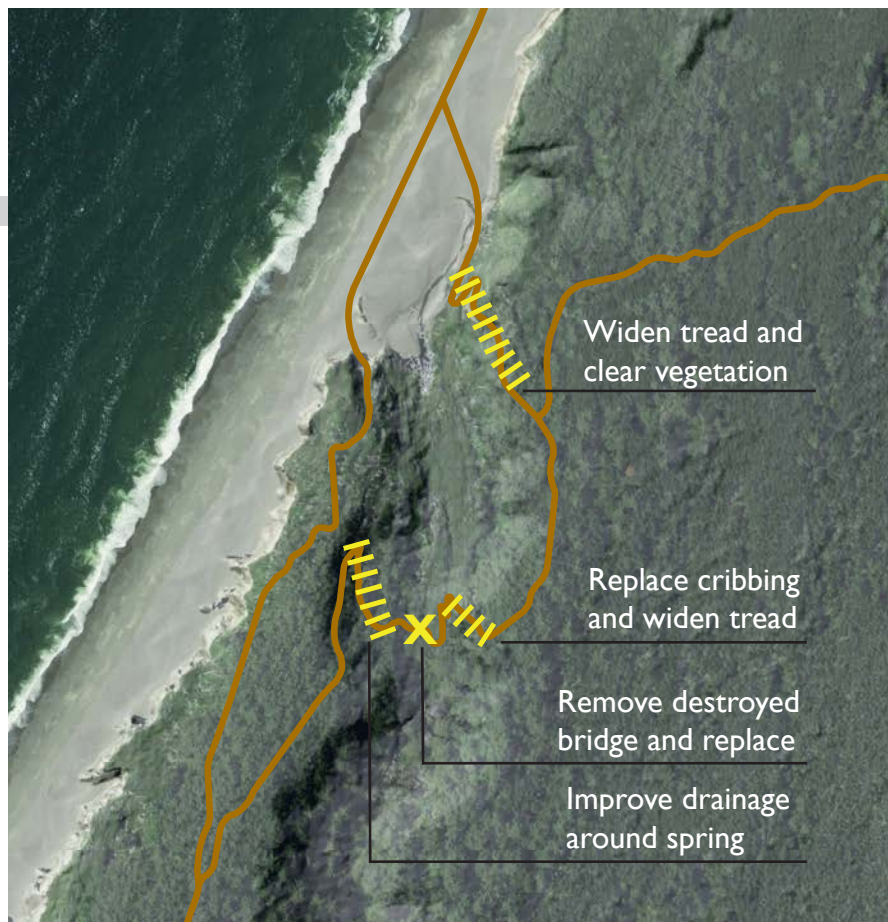 Widen tread and
clear vegetation
Replace cribbing
and widen tread
Remove destroyed
bridge and replace
Improve drainage
around spring